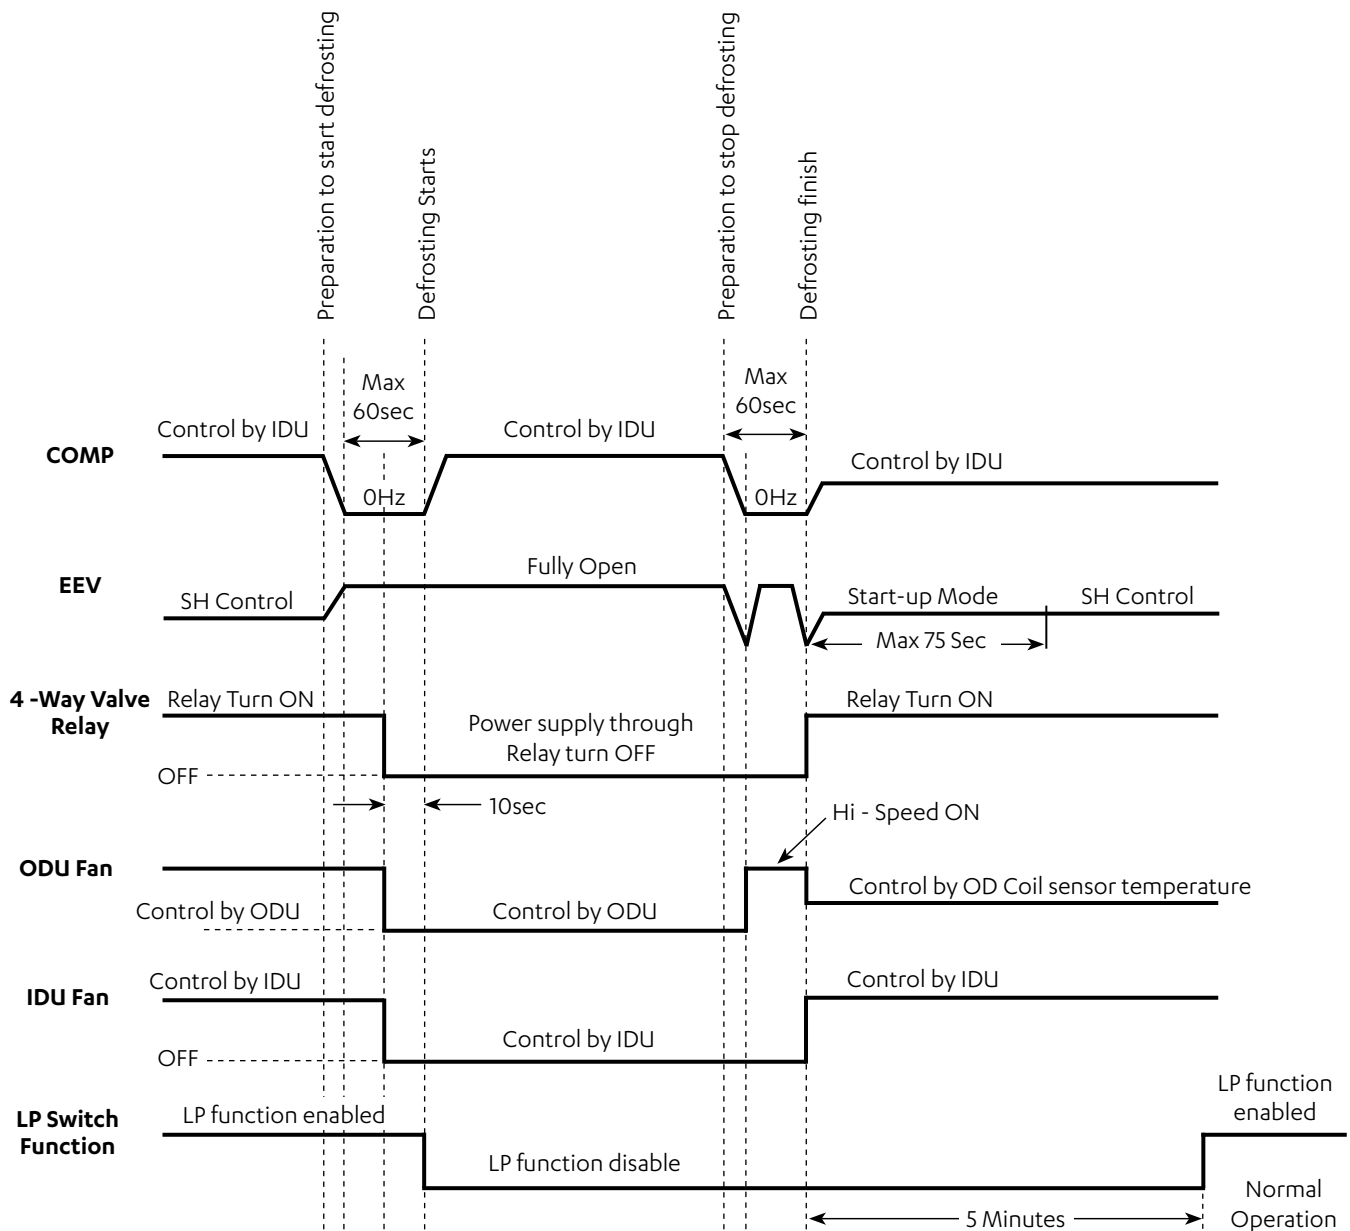 Preparation to start defrosting
Defrosting Starts
Preparation to stop defrosting
Defrosting finish
Max
60sec
Max
60sec
Control by IDU
Control by IDU
Control by IDU
COMP
0Hz
0Hz
EEV
Fully Open
SH Control
Start-up Mode
SH Control
Max 75 Sec
4 -Way Valve
Relay
Relay Turn ON
Power supply through
Relay turn OFF
Relay Turn ON
OFF
10sec
Hi - Speed ON
ODU Fan
Control by ODU
Control by ODU
Control by OD Coil sensor temperature
IDU Fan
Control by IDU
Control by IDU
Control by IDU
OFF
LP Switch
Function
LP function enabled
LP function disable
LP function
enabled
5 Minutes
Normal
Operation